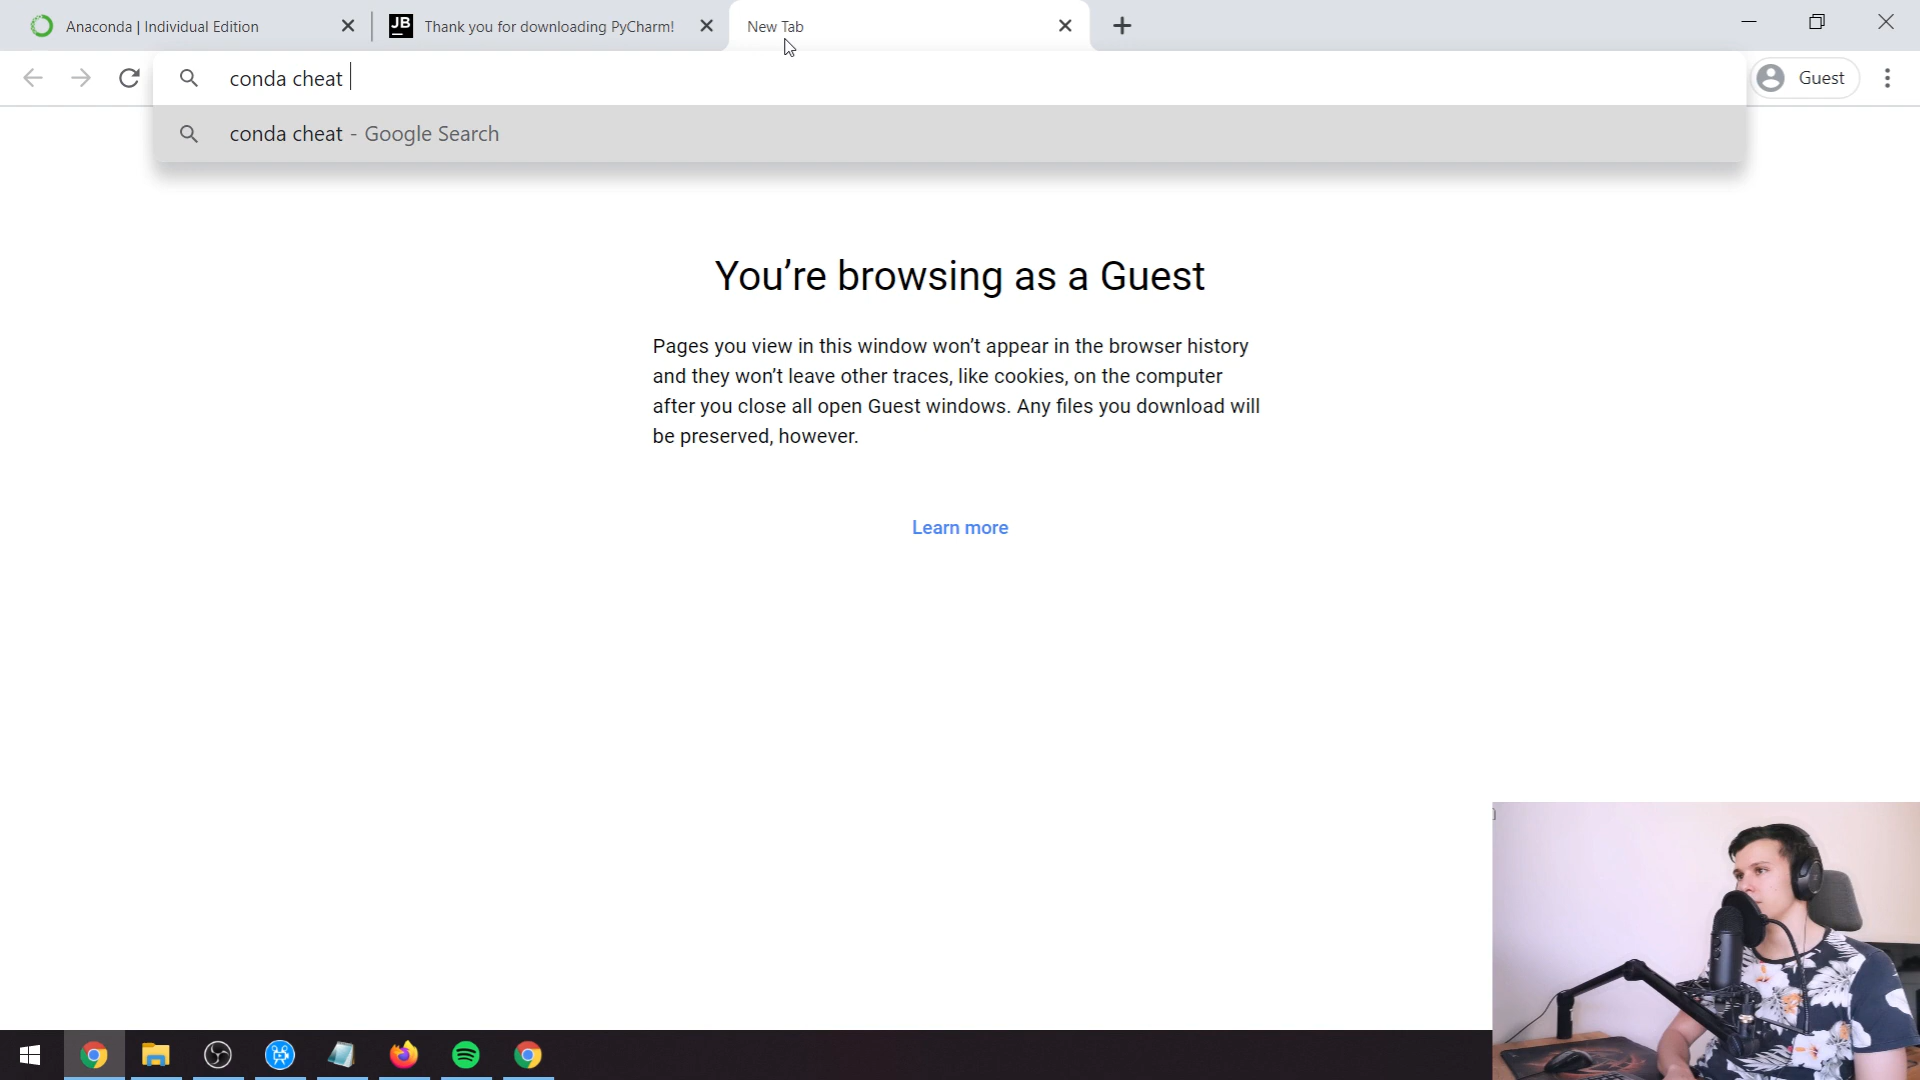 Anaconda | Individual Edition
JB
Thank you for downloading PyCharm!
New Tab
conda cheat
Guest
conda cheat - Google Search
You're browsing as a Guest
Pages you view in this window won't appear in the browser history
and they won't leave other traces, like cookies, on the computer
after you close all open Guest windows. Any files you download will
be preserved, however.
Learn more